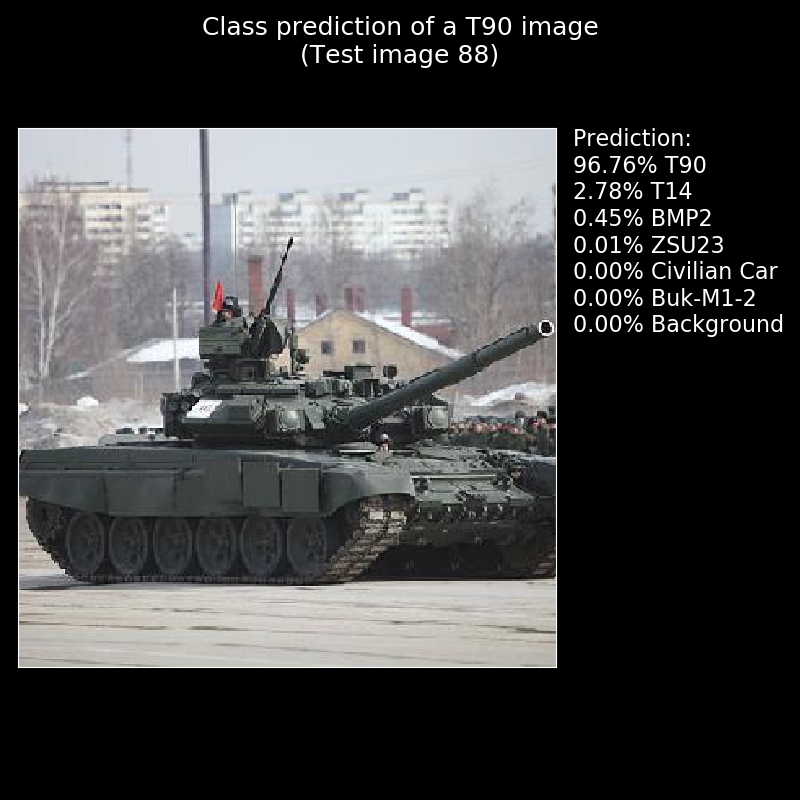 Class prediction of a T90 image
(Test image 88)
Prediction:
96.76% T90
2.78% T14
0.45% BMP2
0.01% ZSU23
0.00% Civilian Car
0.00% Buk-M1-2
0.00% Background